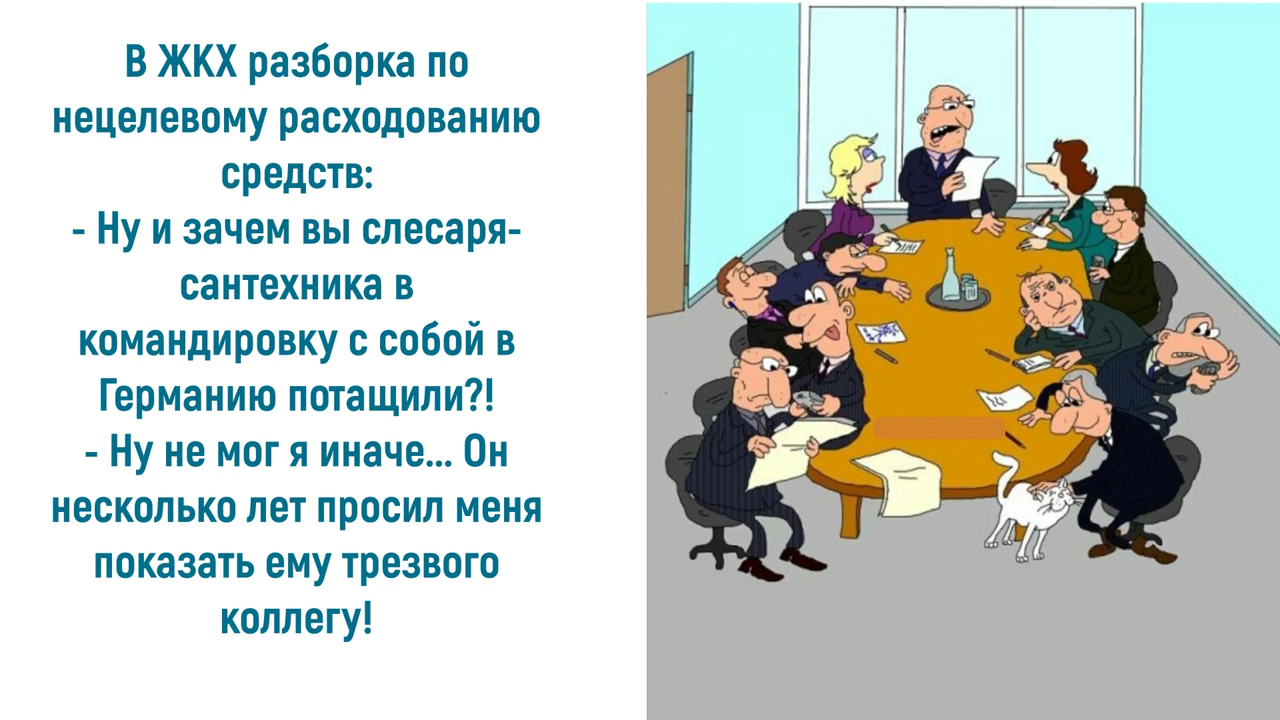 В ЖКХ разборка по
нецелевому расходованию
средств:
- Ну и зачем вы слесаря-
сантехника в
командировку с собой в
Германию потащили?!
- Ну не мог я иначе... Он
несколько лет просил меня
показать ему трезвого
коллегу!